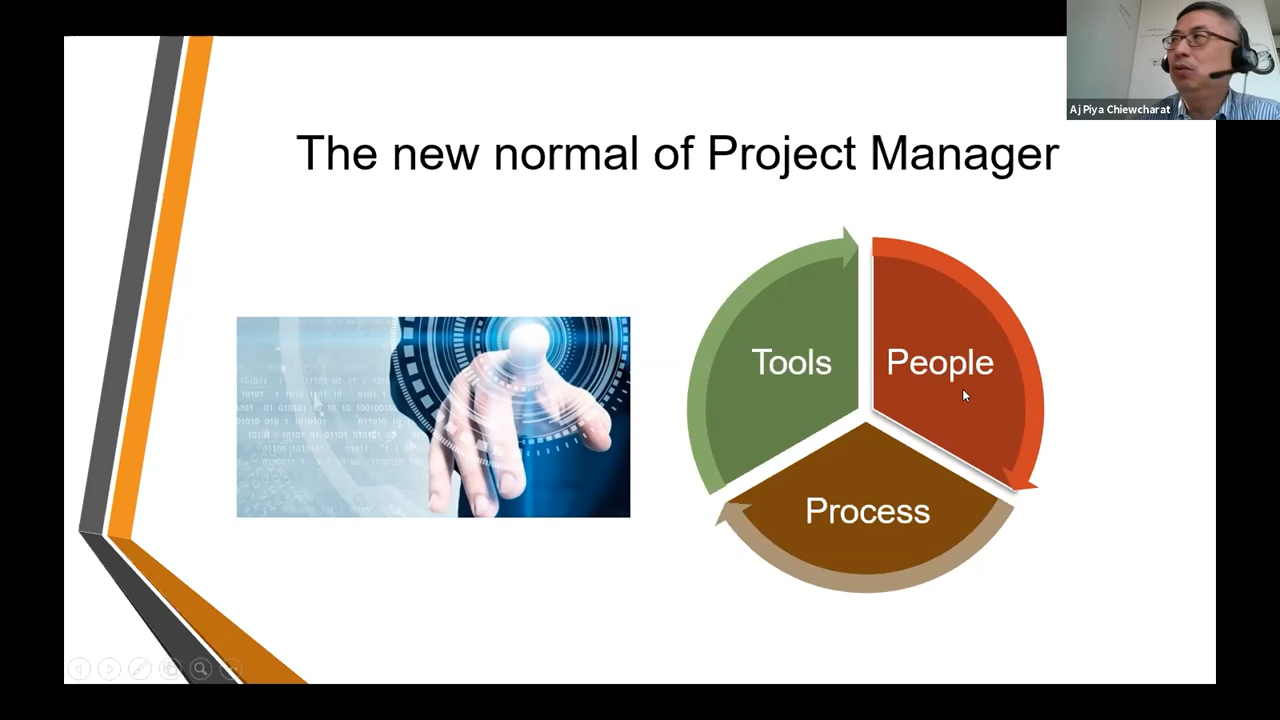 Aj Piya Chiewcharat
The new normal of Project Manager
Tools
People
Process